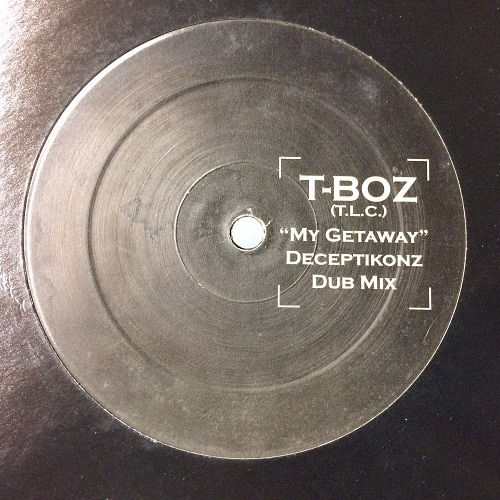 T-BOZ
(T.L.C.)
"MY GETAWAY"
DECEPTIKONZ
DUB MIX